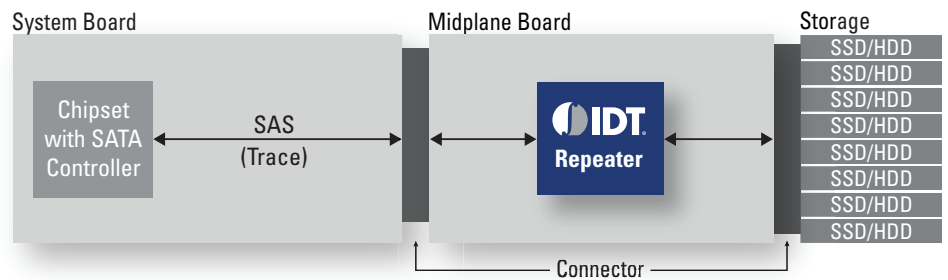 System Board
Midplane Board
Storage
Chipset
with SATA
Controller
SAS
(Trace)
IDT.
Repeater
SSD/HDD
SSD/HDD
SSD/HDD
SSD/HDD
SSD/HDD
SSD/HDD
SSD/HDD
SSD/HDD
Connector